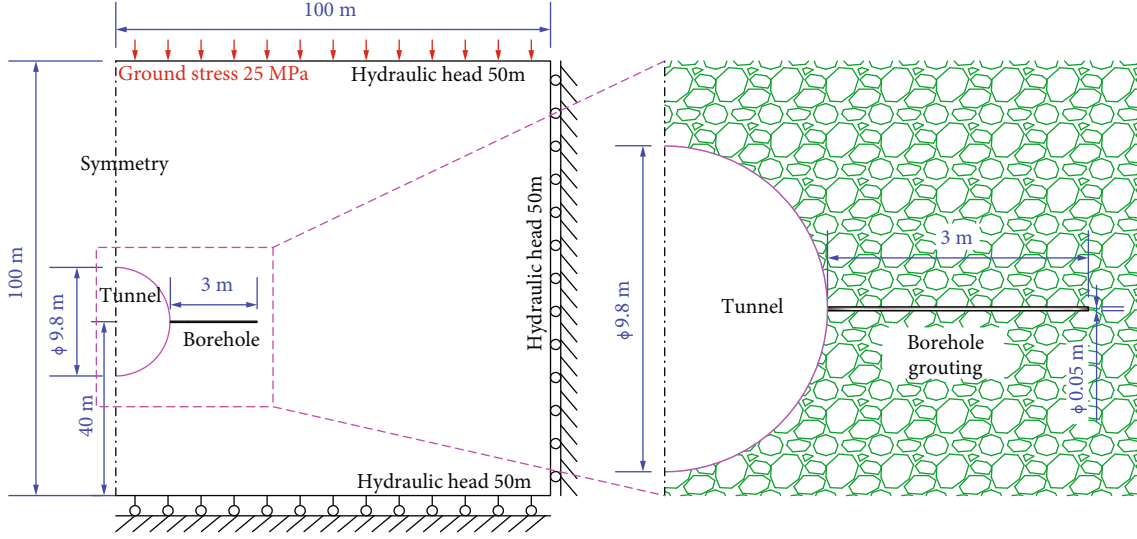 100 m
Ground stress 25 MPa
Hydraulic head 50m
Symmetry
100 m
Tunnel
3 m
Borehole
ϕ 9.8 m
40 m
Hydraulic head 50m
Hydraulic head 50m
ϕ 9.8 m
Tunnel
3 m
Borehole
grouting
ϕ 0.05 m